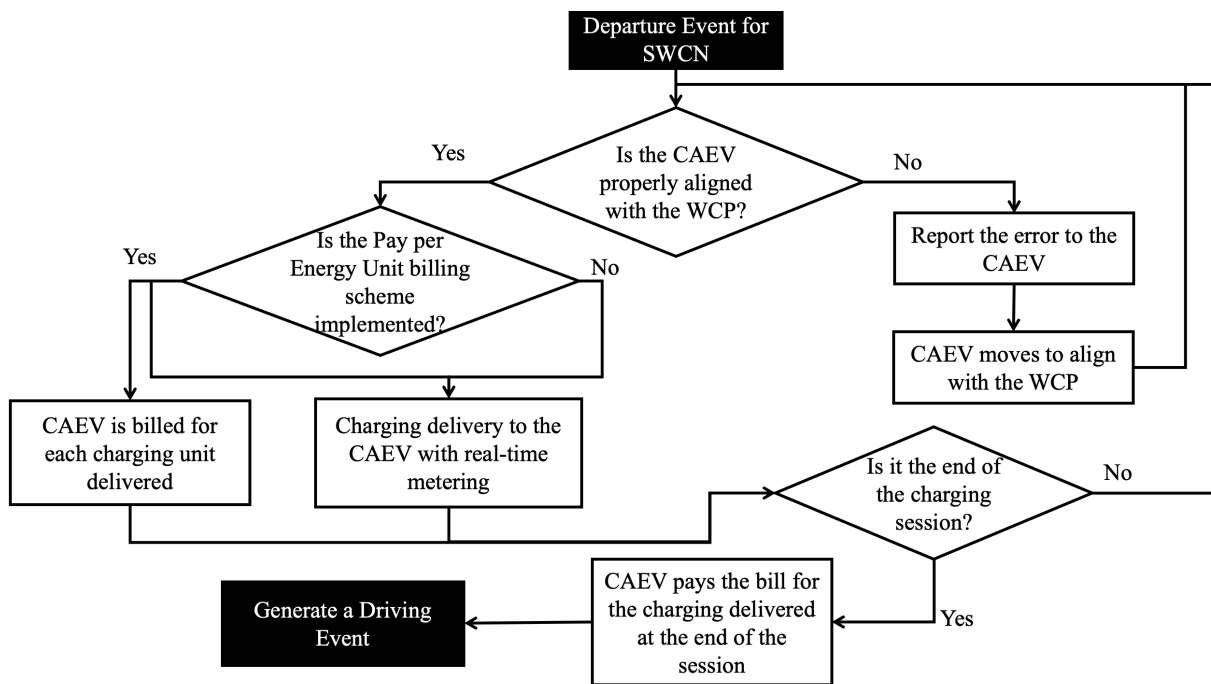 Departure Event for
SWCN
Is the CAEV
properly aligned
with the WCP?
Yes
No
Is the Pay per
Energy Unit billing
scheme
implemented?
Yes
No
Report the error to the
CAEV
CAEV moves to align
with the WCP
CAEV is billed for
each charging unit
delivered
Charging delivery to
the CAEV with real-time
metering
Is it the end of
the charging
session?
No
Yes
CAEV pays the bill for
the charging delivered
at the end of the
session
Generate a Driving
Event